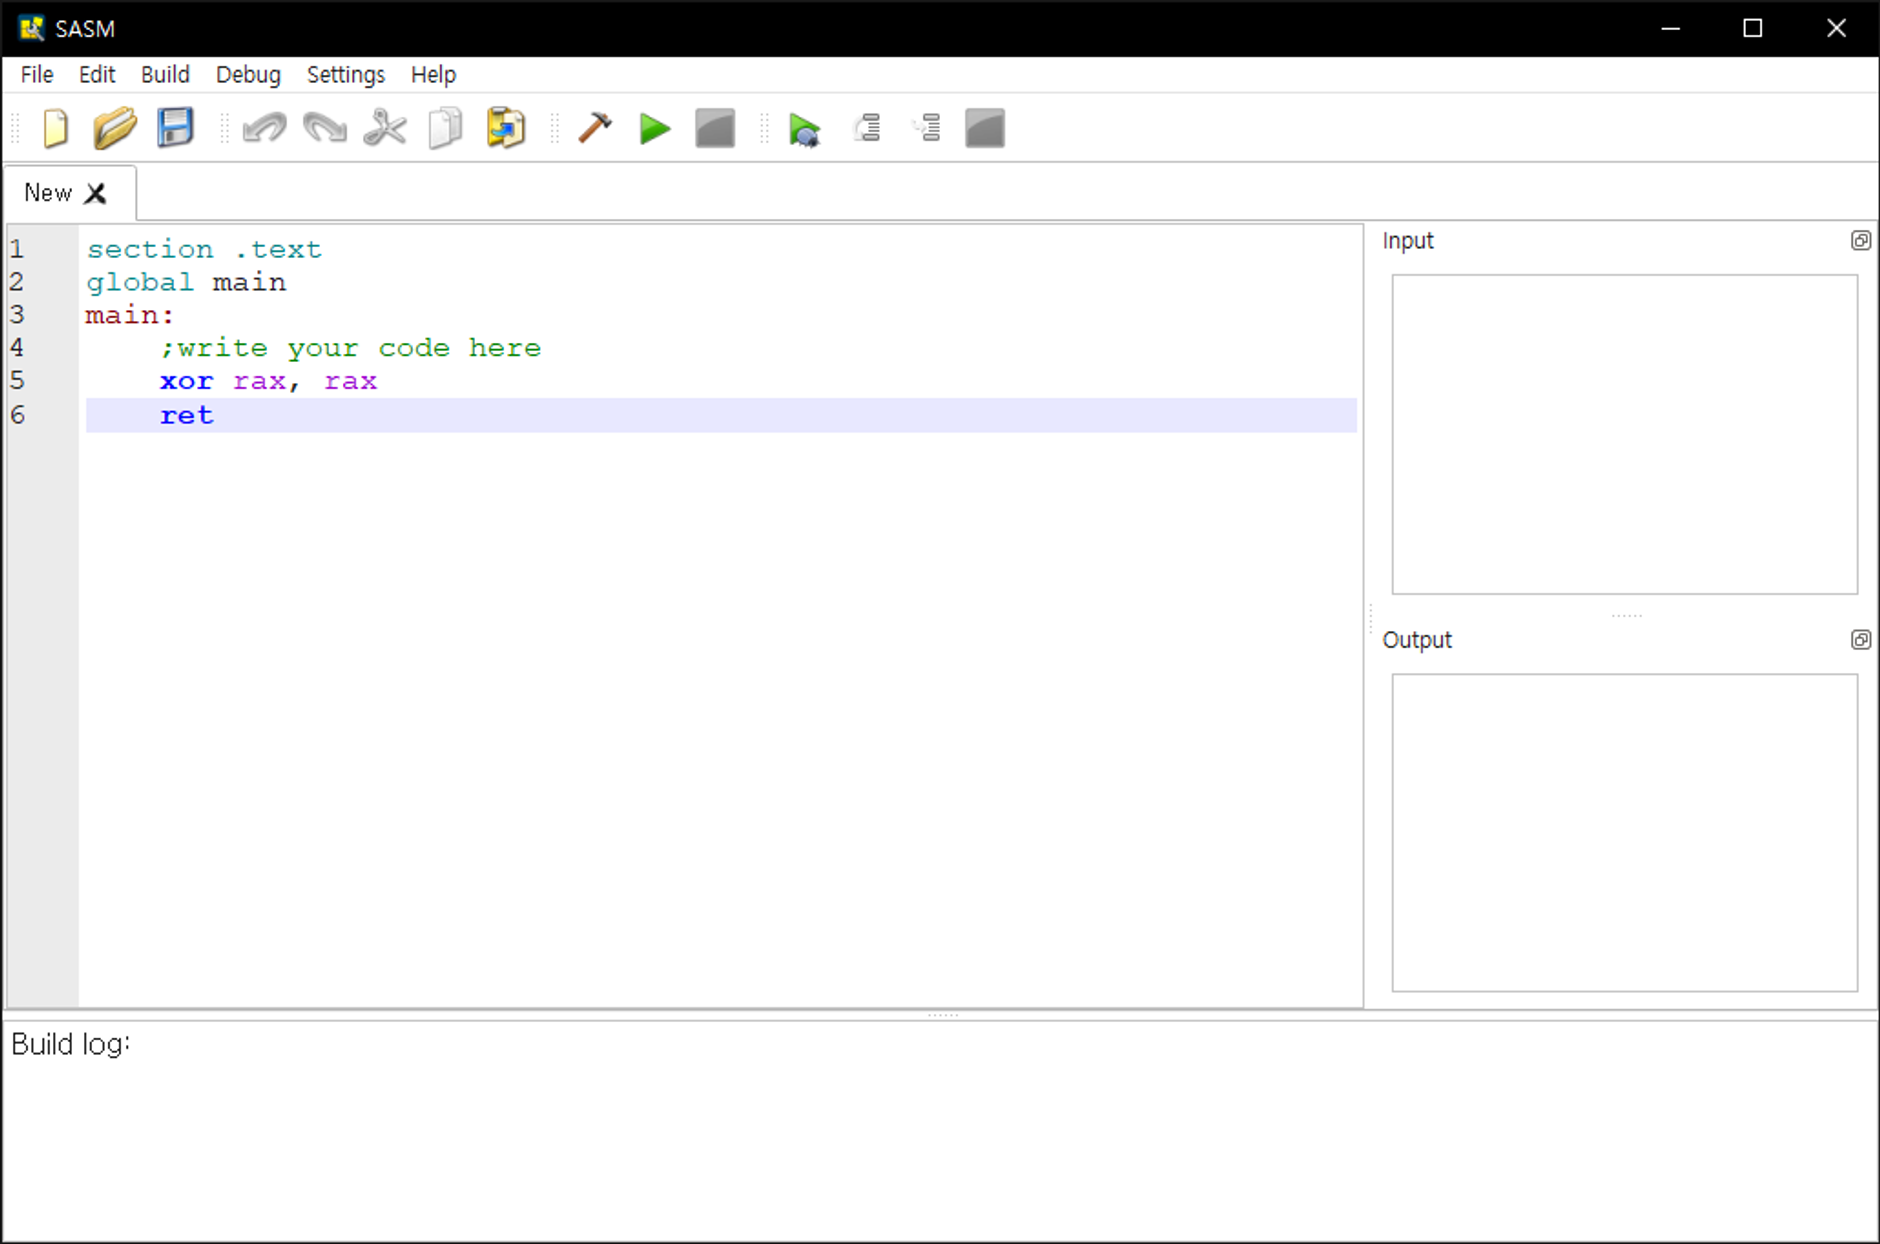 SASM
File Edit Build Debug Settings Help
New
1 section .text
2 global main
3 main:
4 ;write your code here
5 xor rax, rax
6 ret
Input
Output
Build log: